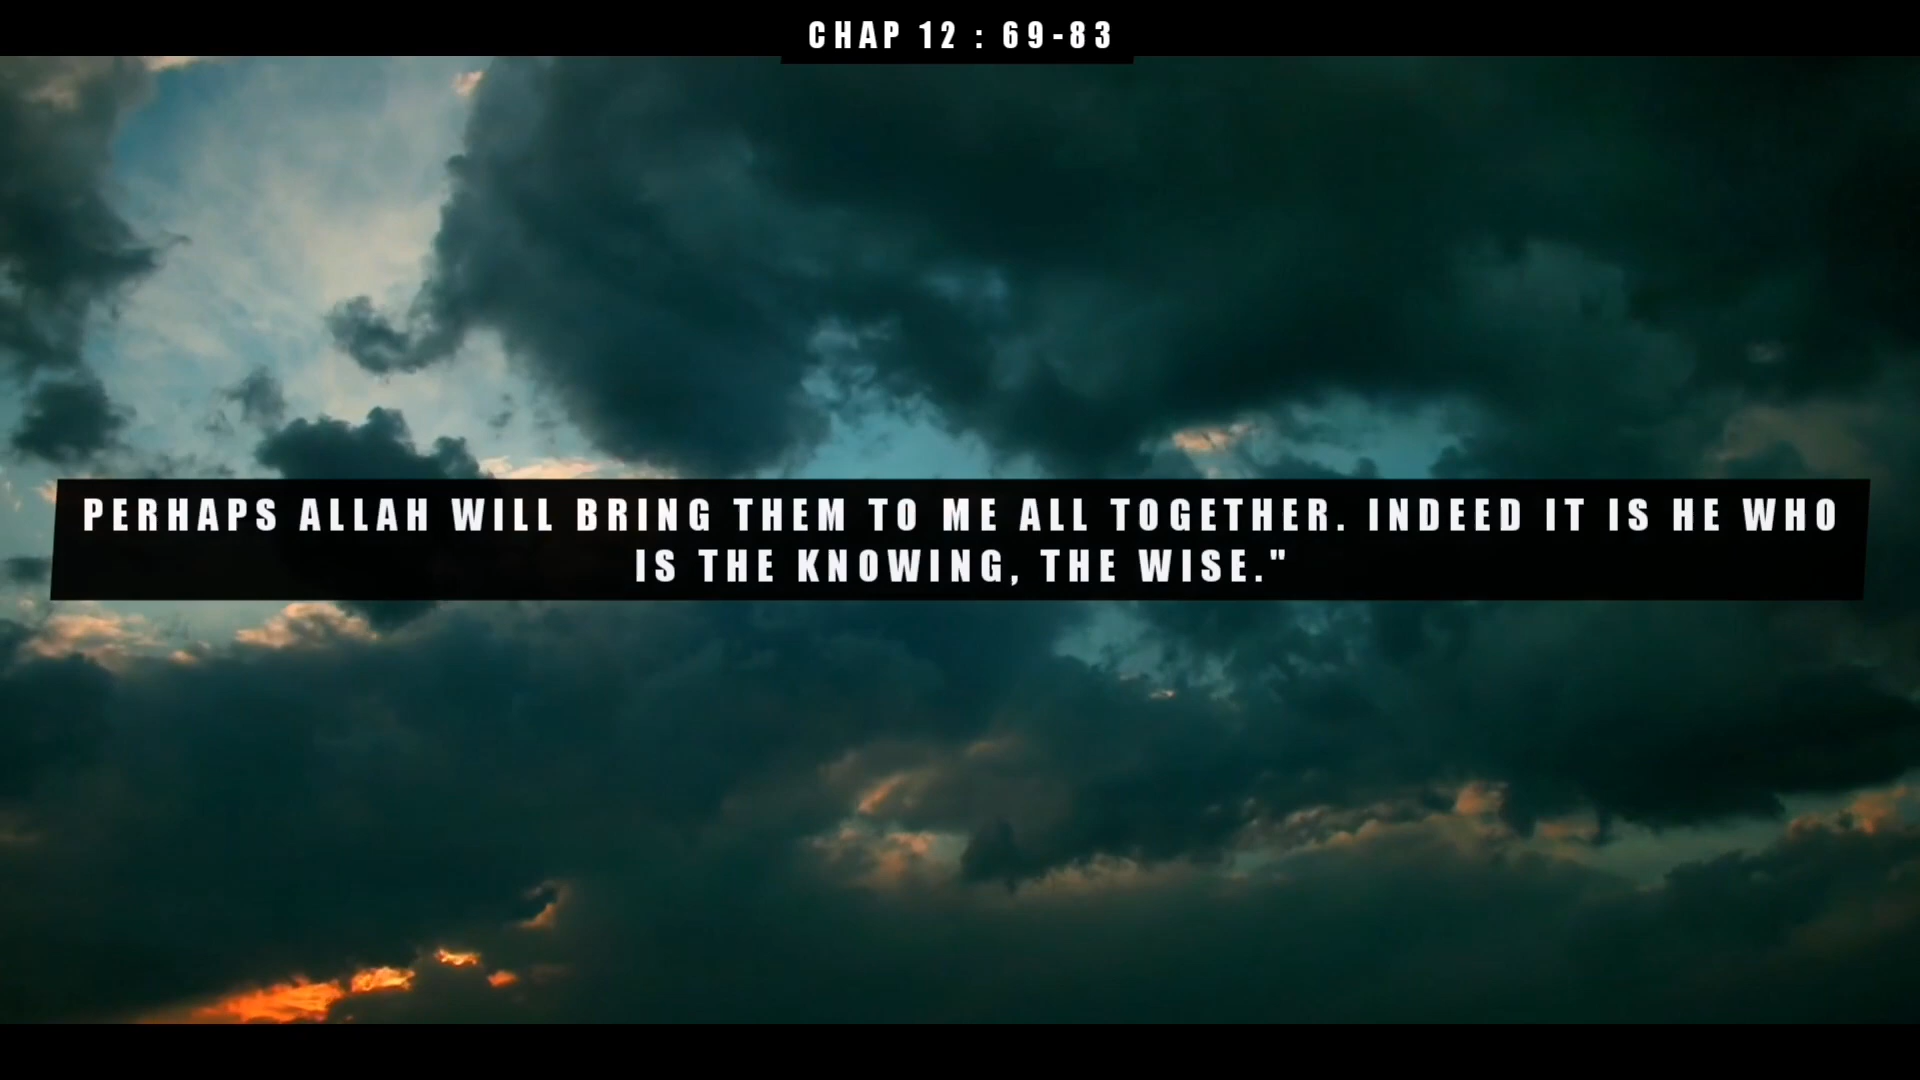 CHAP 12 : 69-83
PERHAPS ALLAH WILL BRING THEM TO ME ALL TOGETHER. INDEED IT IS HE WHO
IS THE KNOWING, THE WISE."